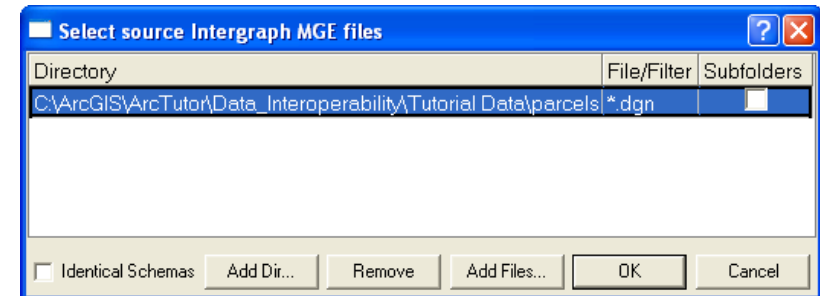 Select source Intergraph MGE files
Directory File/Filter Subfolders
C:\ArcGIS\ArcTutor\Data_Interoperability\Tutorial Data\parcels *.dgn
Identical Schemas Add Dir... Remove Add Files... OK Cancel